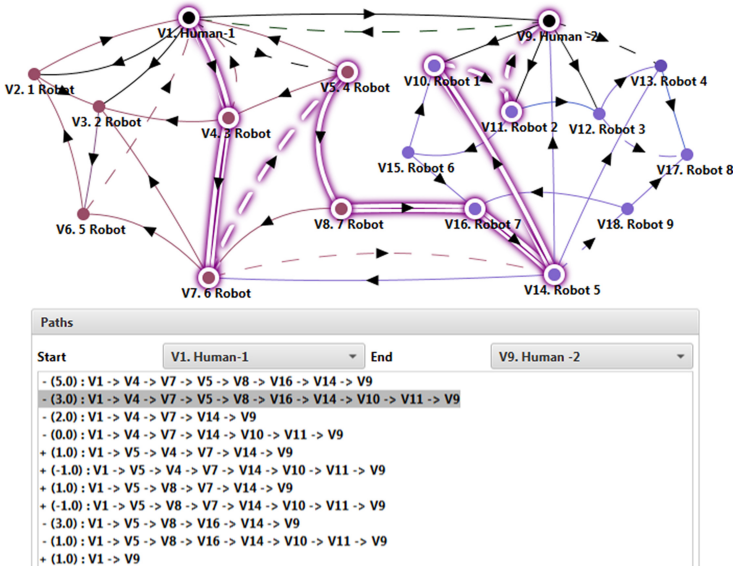 V1. Human-1
V9. Human -2
V2. 1 Robot
V5. 4 Robot
V10. Robot 1
V13. Robot 4
V3. 2 Robot
V4. 3 Robot
V11. Robot 2
V12. Robot 3
V15. Robot 6
V17. Robot 8
V6. 5 Robot
V8. 7 Robot
V16. Robot 7
V18. Robot 9
V7. 6 Robot
V14. Robot 5
Paths
Start V1. Human-1 End V9. Human -2
- (5.0) : V1 -> V4 -> V7 -> V5 -> V8 -> V16 -> V14 -> V9
- (3.0) : V1 -> V4 -> V7 -> V5 -> V8 -> V16 -> V14 -> V10 -> V11 -> V9
- (2.0) : V1 -> V4 -> V7 -> V14 -> V9
- (0.0) : V1 -> V4 -> V7 -> V14 -> V10 -> V11 -> V9
+ (1.0) : V1 -> V5 -> V4 -> V7 -> V14 -> V9
+ (-1.0) : V1 -> V5 -> V4 -> V7 -> V14 -> V10 -> V11 -> V9
+ (1.0) : V1 -> V5 -> V8 -> V7 -> V14 -> V9
+ (-1.0) : V1 -> V5 -> V8 -> V7 -> V14 -> V10 -> V11 -> V9
- (3.0) : V1 -> V5 -> V8 -> V16 -> V14 -> V9
- (1.0) : V1 -> V5 -> V8 -> V16 -> V14 -> V10 -> V11 -> V9
+ (1.0) : V1 -> V9